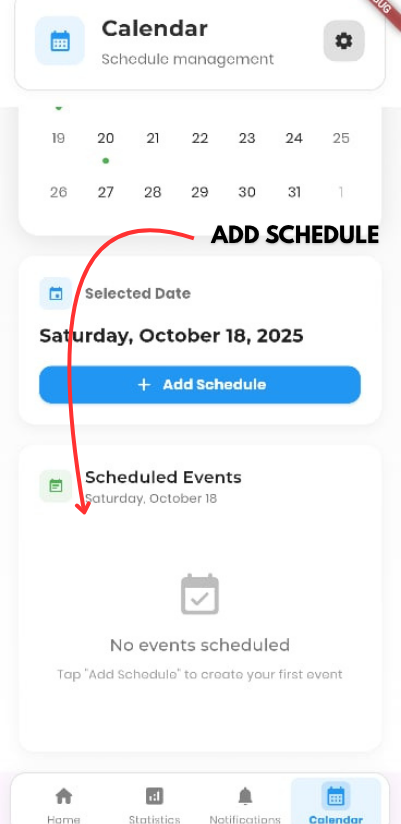 Calendar
Schedule management
19 20 21 22 23 24 25
26 27 28 29 30 31 1
ADD SCHEDULE
Selected Date
Saturday, October 18, 2025
+ Add Schedule
Scheduled Events
Saturday, October 18
No events scheduled
Tap "Add Schedule" to create your first event
Home Statistics Notifications Calendar